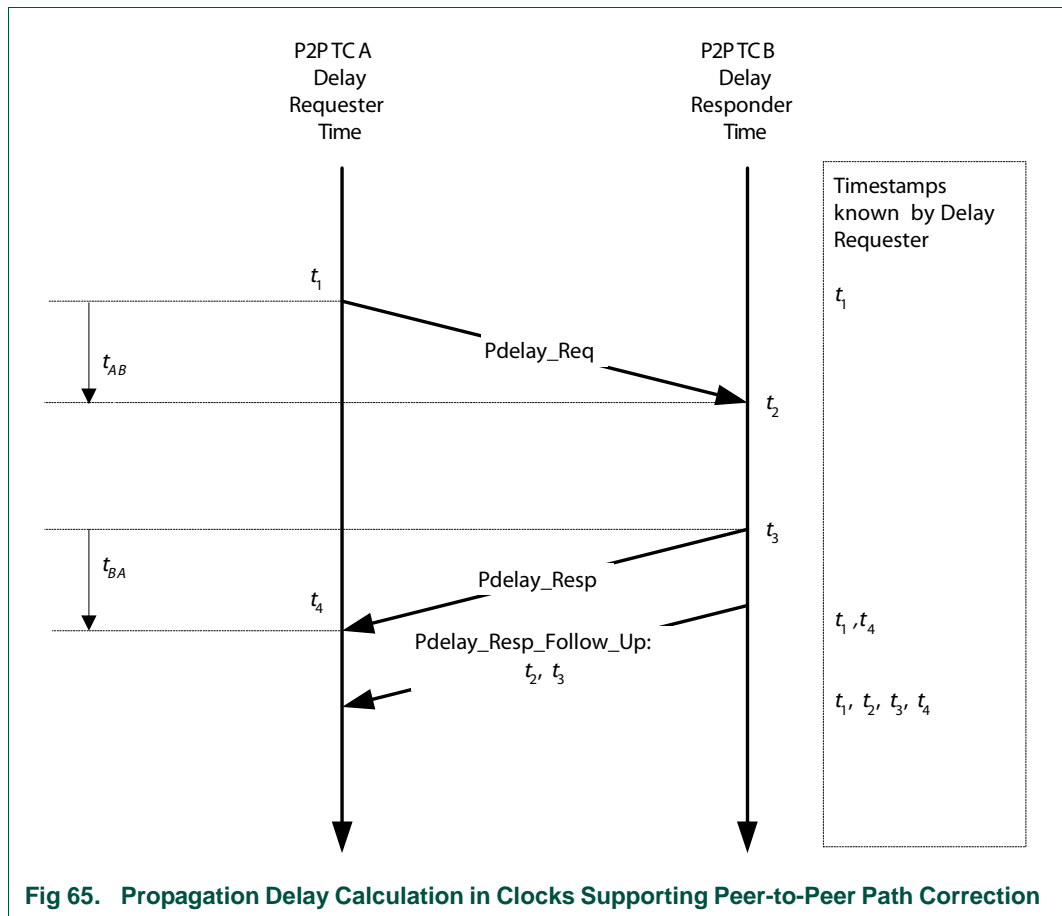 P2P TC A
Delay
Requester
Time
P2P TC B
Delay
Responder
Time
Timestamps
known by Delay
Requester
t1
t1
Pdelay_Req
tAB
t2
t3
tBA
Pdelay_Resp
t4
t1 ,t4
Pdelay_Resp_Follow_Up:
t2, t3
t1, t2, t3, t4
Fig 65. Propagation Delay Calculation in Clocks Supporting Peer-to-Peer Path Correction